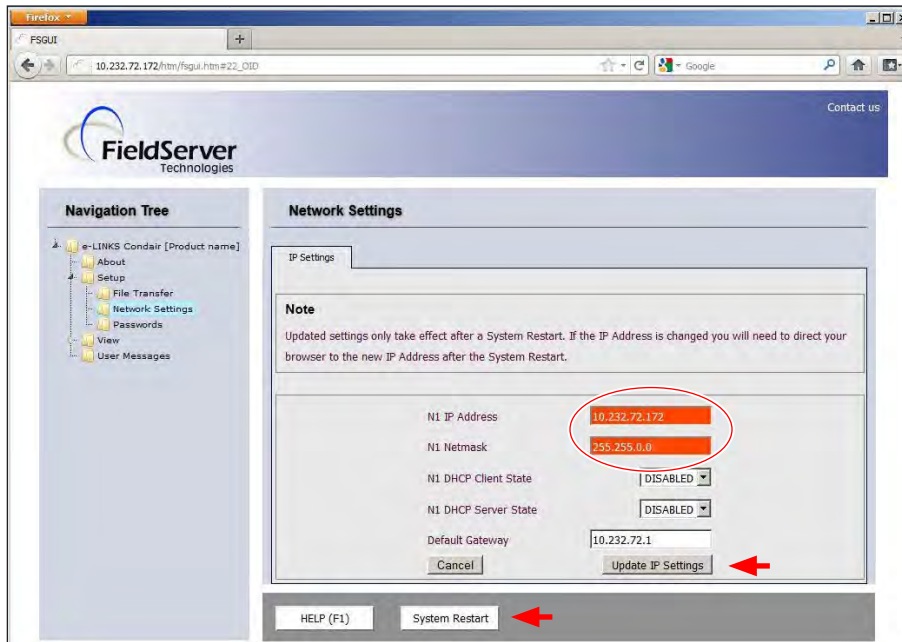 Firefox
FSGUI
10.232.72.172/htm/fsgui.htm#22_OID
Google
Contact us
FieldServer
Technologies
Navigation Tree
e-LINKS Condair [Product name]
About
Setup
File Transfer
Network Settings
Passwords
View
User Messages
Network Settings
IP Settings
Note
Updated settings only take effect after a System Restart. If the IP Address is changed you will need to direct your
browser to the new IP Address after the System Restart.
N1 IP Address 10.232.72.172
N1 Netmask 255.255.0.0
N1 DHCP Client State DISABLED
N1 DHCP Server State DISABLED
Default Gateway 10.232.72.1
Cancel Update IP Settings
HELP (F1) System Restart